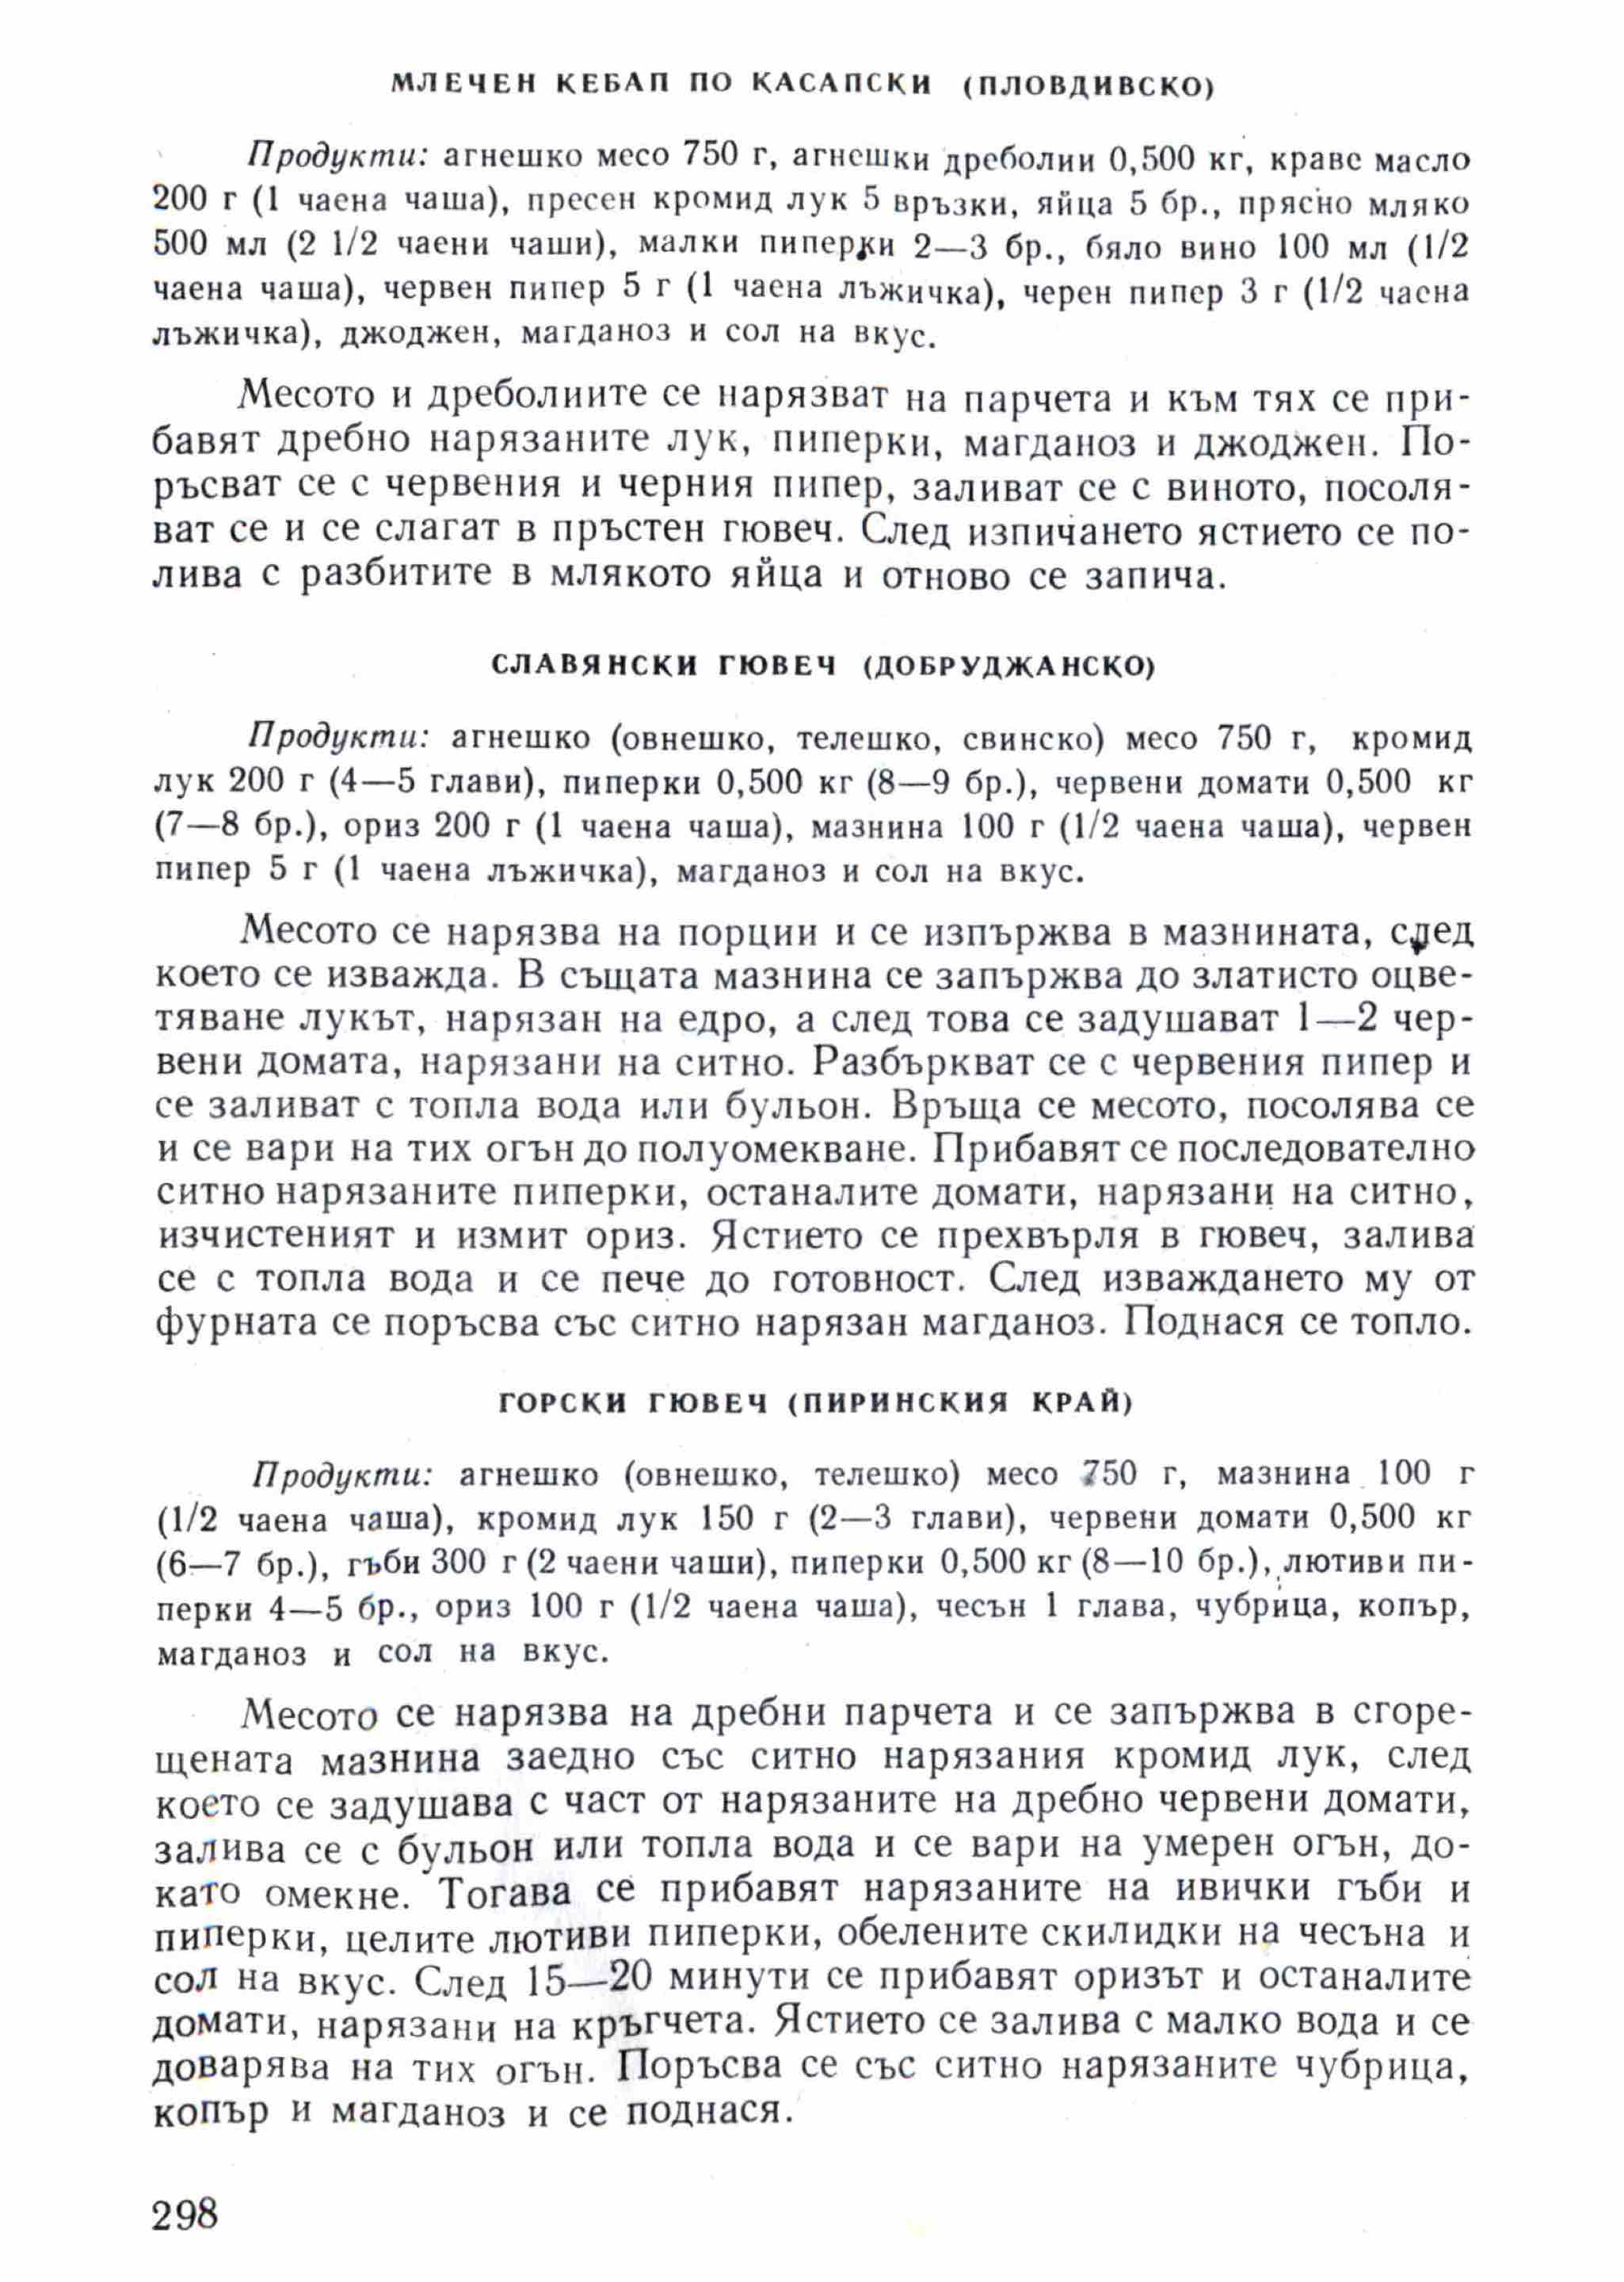 МЛЕЧЕН КЕБАП ПО КАСАПСКИ (ПЛОВДИВСКО)
Продукти: агнешко месо 750 г, агнешки дреболии 0,500 кг, краве масло
200 г (1 чаена чаша), пресен кромид лук 5 връзки, яйца 5 бр., прясно мляко
500 мл (2 1/2 чаени чаши), малки пиперки 2—3 бр., бяло вино 100 мл (1/2
чаена чаша), червен пипер 5 г (1 чаена лъжичка), черен пипер 3 г (1/2 чаена
лъжичка), джоджен, магданоз и сол на вкус.
Месото и дреболиите се нарязват на парчета и към тях се при-
бавят дребно нарязаните лук, пиперки, магданоз и джоджен. По-
ръсват се с червения и черния пипер, заливат се с виното, посоля-
ват се и се слагат в пръстен гювеч. След изпичането ястието се по-
лива с разбитите в млякото яйца и отново се запича.
СЛАВЯНСКИ ГЮВЕЧ (ДОБРУДЖАНСКО)
Продукти: агнешко (овнешко, телешко, свинско) месо 750 г, кромид
лук 200 г (4—5 глави), пиперки 0,500 кг (8—9 бр.), червени домати 0,500 кг
(7—8 бр.), ориз 200 г (1 чаена чаша), мазнина 100 г (1/2 чаена чаша), червен
пипер 5 г (1 чаена лъжичка), магданоз и сол на вкус.
Месото се нарязва на порции и се изпържва в мазнината, след
което се изважда. В същата мазнина се запържва до златисто оцве-
тяване лукът, нарязан на едро, а след това се задушават 1—2 чер-
вени домата, нарязани на ситно. Разбъркват се с червения пипер и
се заливат с топла вода или бульон. Връща се месото, посолява се
и се вари на тих огън до полуомекване. Прибавят се последователно
ситно нарязаните пиперки, останалите домати, нарязани на ситно,
изчистеният и измит ориз. Ястието се прехвърля в гювеч, залива
се с топла вода и се пече до готовност. След изваждането му от
фурната се поръсва със ситно нарязан магданоз. Поднася се топло.
ГОРСКИ ГЮВЕЧ (ПИРИНСКИЯ КРАЙ)
Продукти: агнешко (овнешко, телешко) месо 750 г, мазнина 100 г
(1/2 чаена чаша), кромид лук 150 г (2—3 глави), червени домати 0,500 кг
(6—7 бр.), гъби 300 г (2 чаени чаши), пиперки 0,500 кг (8—10 бр.), лютиви пи-
перки 4—5 бр., ориз 100 г (1/2 чаена чаша), чесън 1 глава, чубрица, копър,
магданоз и сол на вкус.
Месото се нарязва на дребни парчета и се запържва в сгоре-
щената мазнина заедно със ситно нарязания кромид лук, след
което се задушава с част от нарязаните на дребно червени домати,
залива се с бульон или топла вода и се вари на умерен огън, до-
като омекне. Тогава се прибавят нарязаните на ивички гъби и
пиперки, целите лютиви пиперки, обелените скилидки на чесъна и
сол на вкус. След 15—20 минути се прибавят оризът и останалите
домати, нарязани на кръгчета. Ястието се залива с малко вода и се
доварява на тих огън. Поръсва се със ситно нарязаните чубрица,
копър и магданоз и се поднася.
298